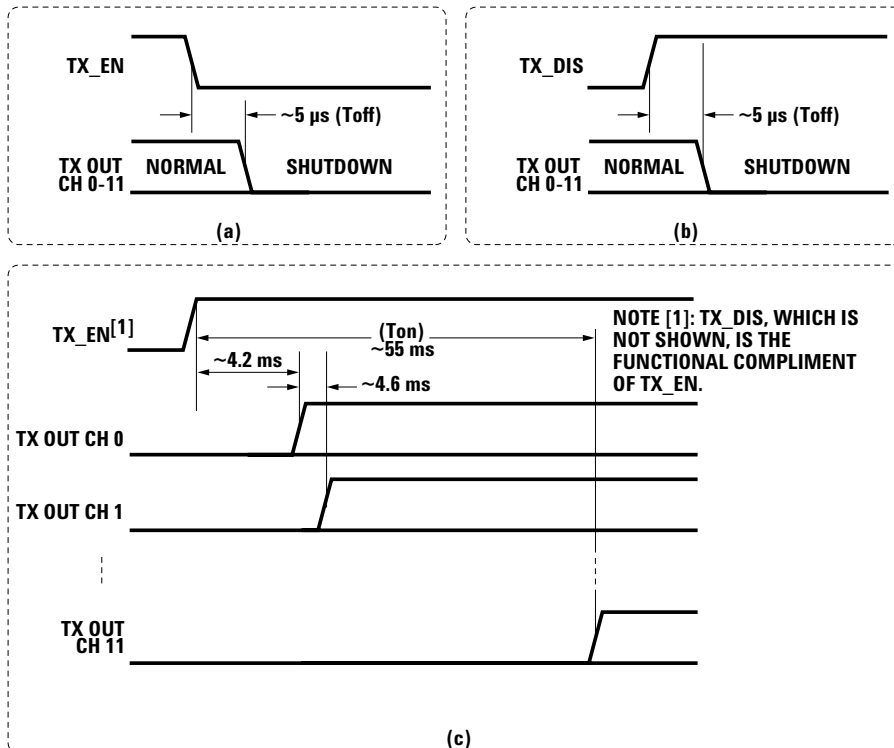 TX_EN
~5 µs (Toff)
TX OUT
CH 0-11
NORMAL
SHUTDOWN
(a)
TX_DIS
~5 µs (Toff)
TX OUT
CH 0-11
NORMAL
SHUTDOWN
(b)
TX_EN[1]
(Ton)
~55 ms
~4.2 ms
~4.6 ms
NOTE [1]: TX_DIS, WHICH IS
NOT SHOWN, IS THE
FUNCTIONAL COMPLIMENT
OF TX_EN.
TX OUT CH 0
TX OUT CH 1
TX OUT
CH 11
(c)